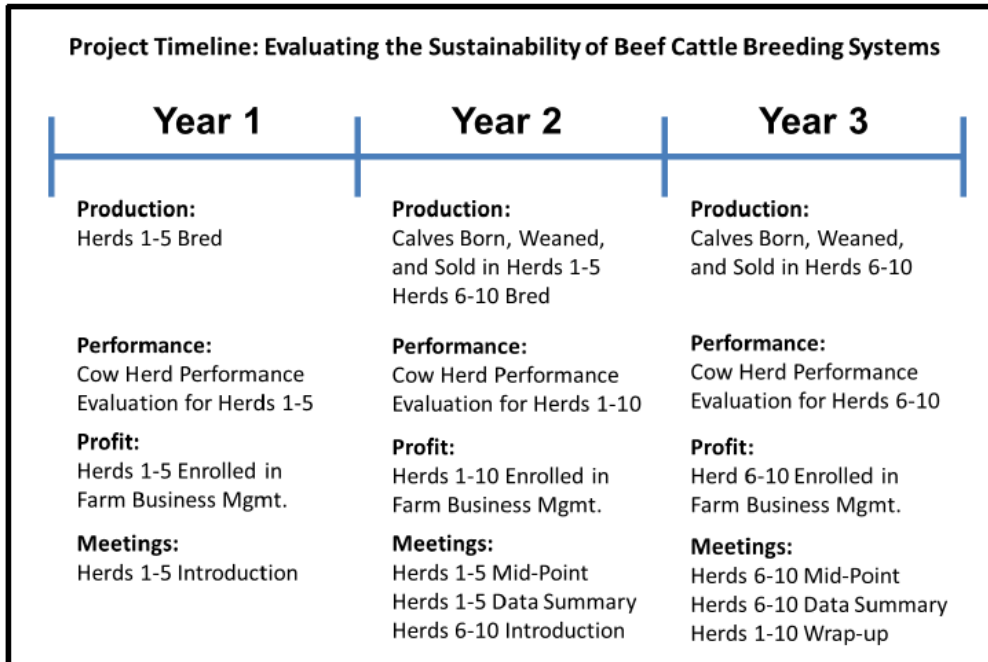 Project Timeline: Evaluating the Sustainability of Beef Cattle Breeding Systems
Year 1
Year 2
Year 3
Production:
Herds 1-5 Bred
Production:
Calves Born, Weaned,
and Sold in Herds 1-5
Herds 6-10 Bred
Production:
Calves Born, Weaned,
and Sold in Herds 6-10
Performance:
Cow Herd Performance
Evaluation for Herds 1-5
Performance:
Cow Herd Performance
Evaluation for Herds 1-10
Performance:
Cow Herd Performance
Evaluation for Herds 6-10
Profit:
Herds 1-5 Enrolled in
Farm Business Mgmt.
Profit:
Herds 1-10 Enrolled in
Farm Business Mgmt.
Profit:
Herd 6-10 Enrolled in
Farm Business Mgmt.
Meetings:
Herds 1-5 Introduction
Meetings:
Herds 1-5 Mid-Point
Herds 1-5 Data Summary
Herds 6-10 Introduction
Meetings:
Herds 6-10 Mid-Point
Herds 6-10 Data Summary
Herds 1-10 Wrap-up